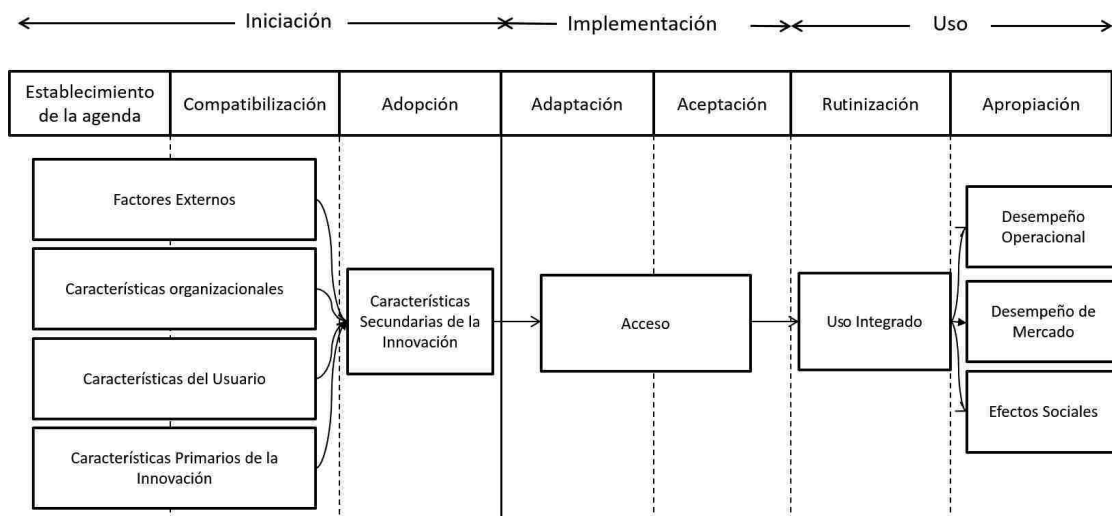 Iniciación
Implementación
Uso
Establecimiento
de la agenda
Compatibilización
Adopción
Adaptación
Aceptación
Rutinización
Apropiación
Factores Externos
Características organizacionales
Características del Usuario
Características Primarios de la
Innovación
Características
Secundarias de la
Innovación
Acceso
Uso Integrado
Desempeño
Operacional
Desempeño de
Mercado
Efectos Sociales